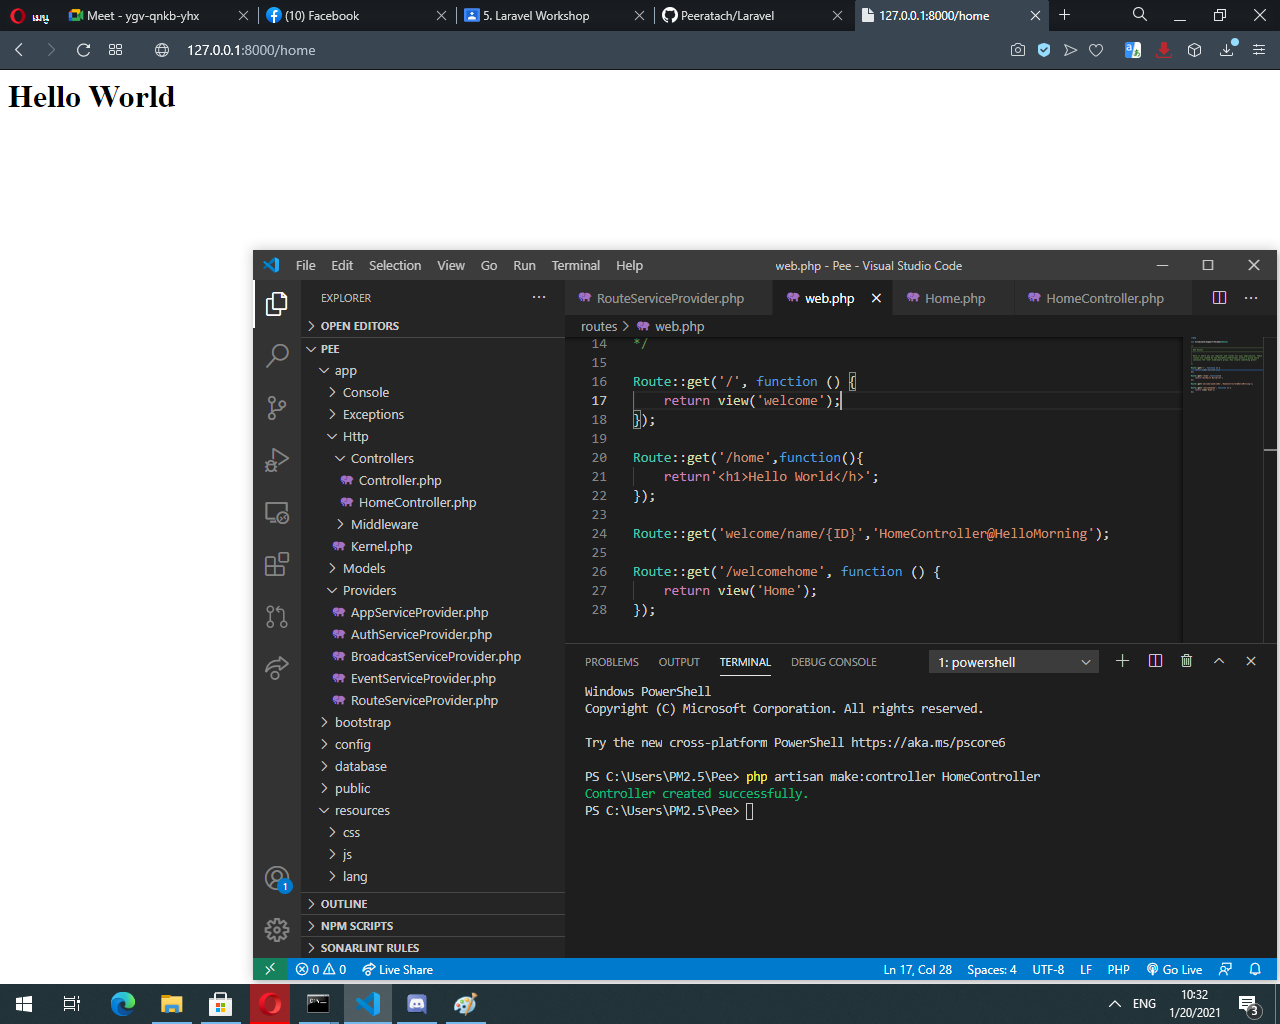 เมนู
Meet - ygv-qnkb-yhx
(10) Facebook
5. Laravel Workshop
Peeratach/Laravel
127.0.0.1:8000/home
127.0.0.1:8000/home
Hello World
File Edit Selection View Go Run Terminal Help
web.php - Pee - Visual Studio Code
EXPLORER
OPEN EDITORS
PEE
app
Console
Exceptions
Http
Controllers
Controller.php
HomeController.php
Middleware
Kernel.php
Models
Providers
AppServiceProvider.php
AuthServiceProvider.php
BroadcastServiceProvider.php
EventServiceProvider.php
RouteServiceProvider.php
bootstrap
config
database
public
resources
css
js
lang
OUTLINE
NPM SCRIPTS
SONARLINT RULES
RouteServiceProvider.php
web.php
Home.php
HomeController.php
routes > web.php
14 */
15
16 Route::get('/', function () {
17     return view('welcome');
18 });
19
20 Route::get('/home',function(){
21     return'<h1>Hello World</h>';
22 });
23
24 Route::get('welcome/name/{ID}','HomeController@HelloMorning');
25
26 Route::get('/welcomehome', function () {
27     return view('Home');
28 });
PROBLEMS OUTPUT TERMINAL DEBUG CONSOLE
1: powershell
Windows PowerShell
Copyright (C) Microsoft Corporation. All rights reserved.
Try the new cross-platform PowerShell https://aka.ms/pscore6
PS C:\Users\PM2.5\Pee> php artisan make:controller HomeController
Controller created successfully.
PS C:\Users\PM2.5\Pee>
1
0 0 Live Share
Ln 17, Col 28 Spaces: 4 UTF-8 LF PHP Go Live
ENG
10:32
1/20/2021
3